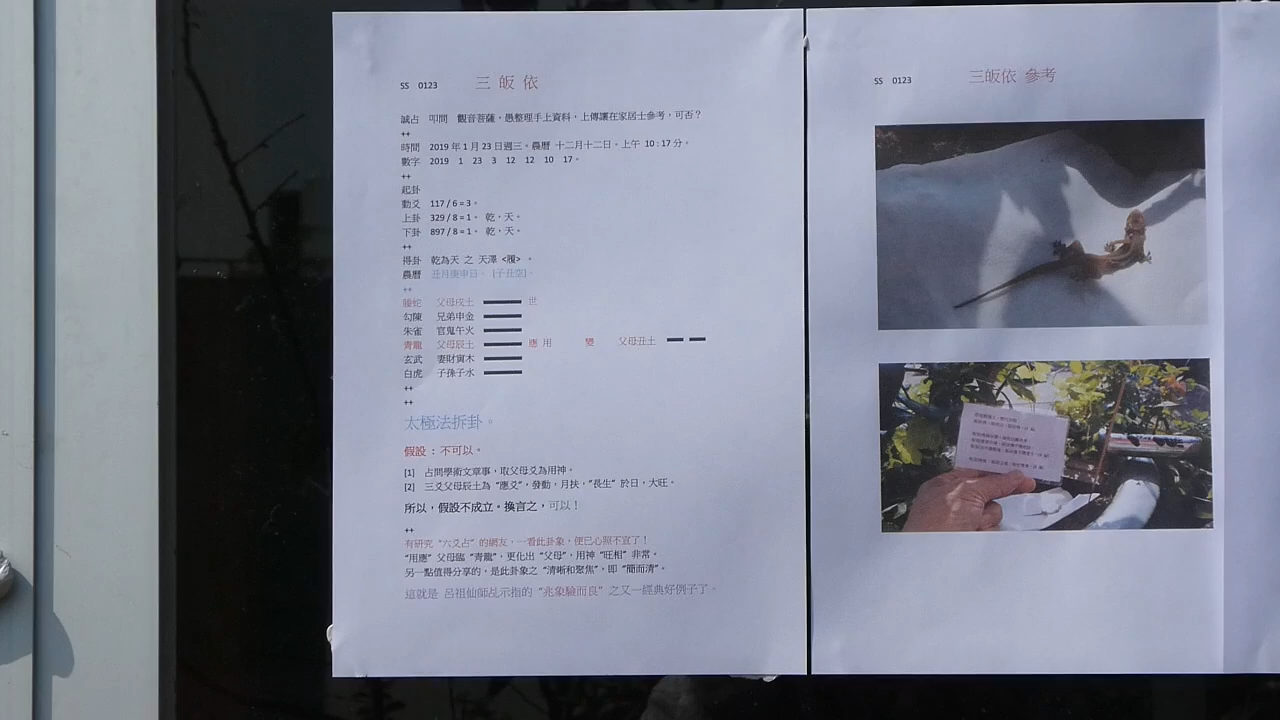 SS 0123 三 皈 依
誠占 叩問 觀音菩薩，愚整理手上資料，上傳讓在家居士參考，可否？
++
時間 2019 年 1 月 23 日週三。農曆 十二月十二日。上午 10 : 17 分。
數字 2019 1 23 3 12 12 10 17。
++
起卦
動爻 117 / 6 = 3。
上卦 329 / 8 = 1。 乾，天。
下卦 897 / 8 = 1。 乾，天。
++
得卦 乾為天 之 天澤 <履> 。
農曆 丑月庚申日。 [子丑空]。
++
螣蛇 父母戌土 世
勾陳 兄弟申金
朱雀 官鬼午火
青龍 父母辰土 應 用 變 父母丑土
玄武 妻財寅木
白虎 子孫子水
++
++
太極法拆卦。
假設 : 不可以。
[1] 占問學術文章事，取父母爻為用神。
[2] 三爻父母辰土為 “應爻”，發動，月扶，“長生” 於日，大旺。
所以，假設不成立。換言之，可以！
++
有研究 “六爻占” 的網友，一看此卦象，便已心照不宣了！
“用應” 父母臨 “青龍”，更化出 “父母”，用神 “旺相” 非常。
另一點值得分享的，是此卦象之 “清晰和聚焦”，即 “簡而清”。
這就是 呂祖仙師乩示指的 “兆象驗而良” 之又一經典好例子了。
SS 0123 三皈依 參考